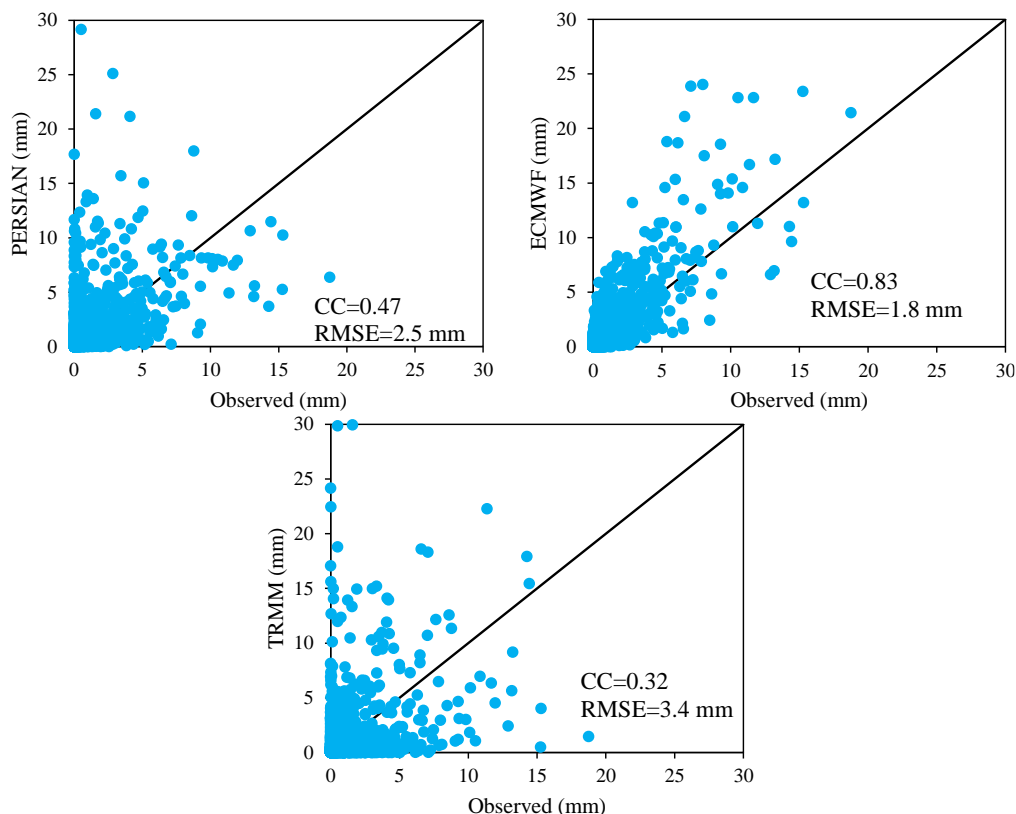 30
25
20
15
10
5
0
PERSIAN (mm)
CC=0.47
RMSE=2.5 mm
0 5 10 15 20 25 30
Observed (mm)
30
25
20
15
10
5
0
ECMWF (mm)
CC=0.83
RMSE=1.8 mm
0 5 10 15 20 25 30
Observed (mm)
30
25
20
15
10
5
0
TRMM (mm)
CC=0.32
RMSE=3.4 mm
0 5 10 15 20 25 30
Observed (mm)